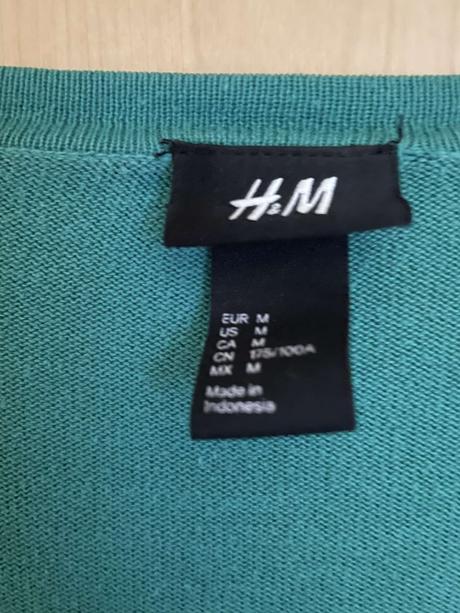 H&M
EUR M
US M
CA M
CN 175/100A
MX M
Made in
Indonesia